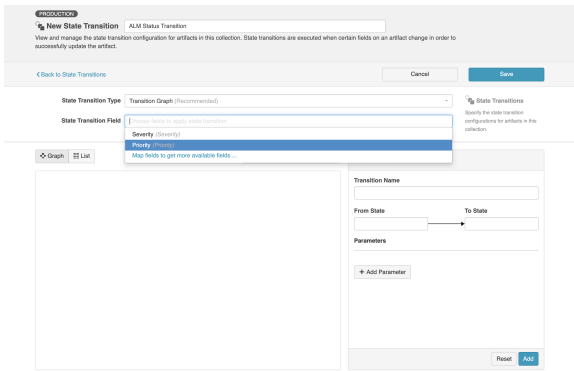 PRODUCTION
New State Transition ALM Status Transition
View and manage the state transition configuration for artifacts in this collection. State transitions are executed when certain fields on an artifact change in order to
successfully update the artifact.
Back to State Transitions
Cancel
Save
State Transition Type Transition Graph (Recommended)
State Transitions
Specify the state transition
configurations for artifacts in this
collection.
State Transition Field Choose fields to apply state transition
Severity (Severity)
Priority (Priority)
Map fields to get more available fields ...
Graph List
Transition Name
From State To State
Parameters
+ Add Parameter
Reset Add